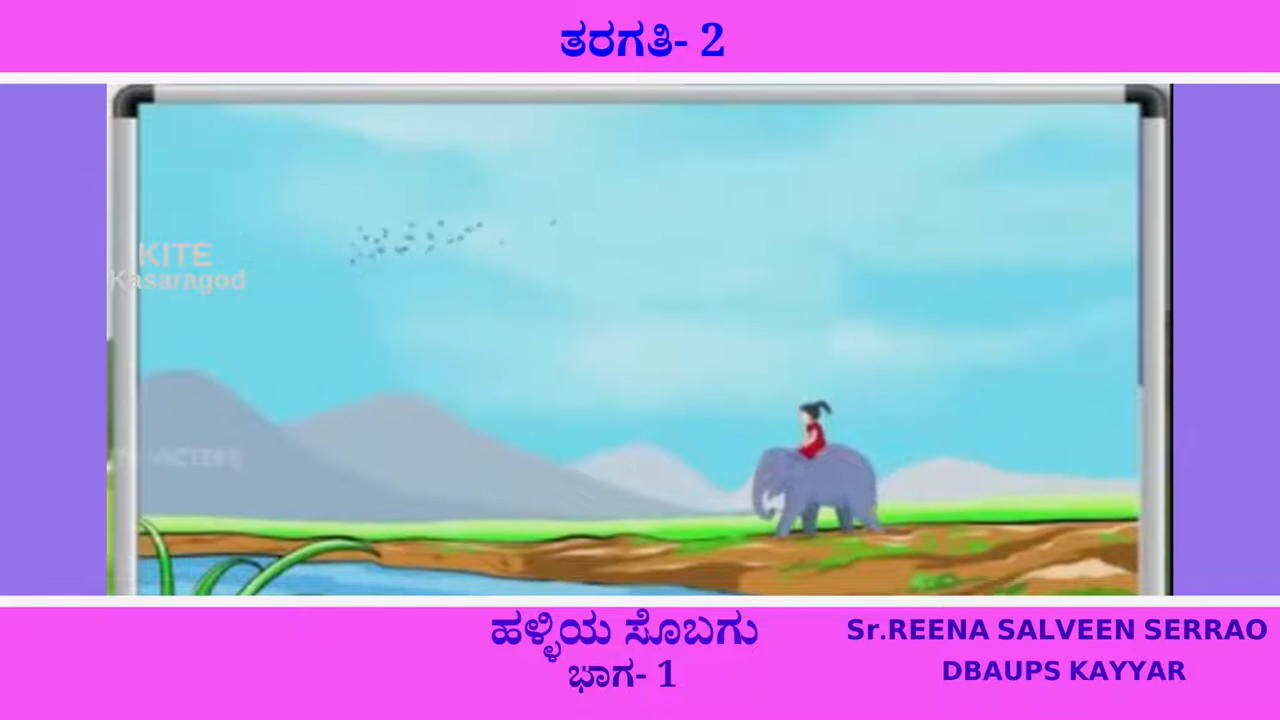 ತರಗತಿ- 2
KITE
Kasaragod
ಹಳ್ಳಿಯ ಸೊಬಗು
ಭಾಗ- 1
Sr.REENA SALVEEN SERRAO
DBAUPS KAYYAR